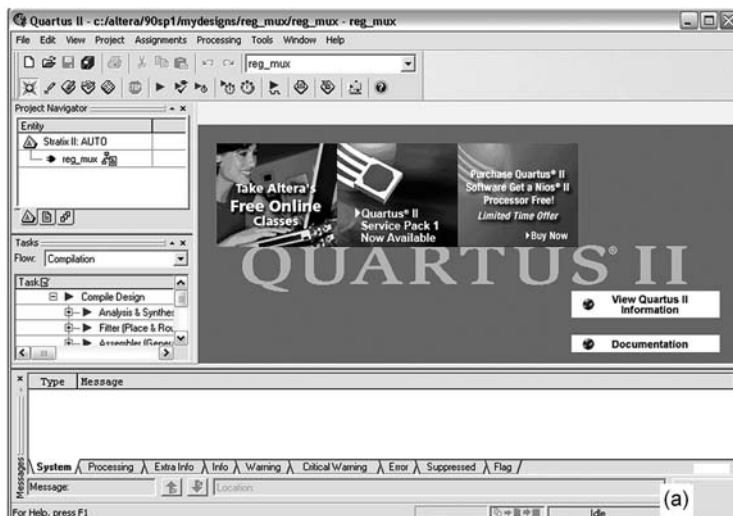 Quartus II - c:/altera/90sp1/mydesigns/reg_mux/reg_mux - reg_mux
File Edit View Project Assignments Processing Tools Window Help
reg_mux
Project Navigator
Entity
Stratix II: AUTO
reg_mux
Tasks
Flow: Compilation
Task
Compile Design
Analysis & Synthes
Fitter (Place & Rou
Assembler (Gener
Take Altera's
Free Online
Classes
Quartus® II
Service Pack 1
Now Available
Purchase Quartus® II
Software Get a Nios® II
Processor Free!
Limited Time Offer
Buy Now
QUARTUS® II
View Quartus II
Information
Documentation
Type Message
Messages
System Processing Extra Info Info Warning Critical Warning Error Suppressed Flag
Message: Location:
For Help, press F1 Idle
(a)